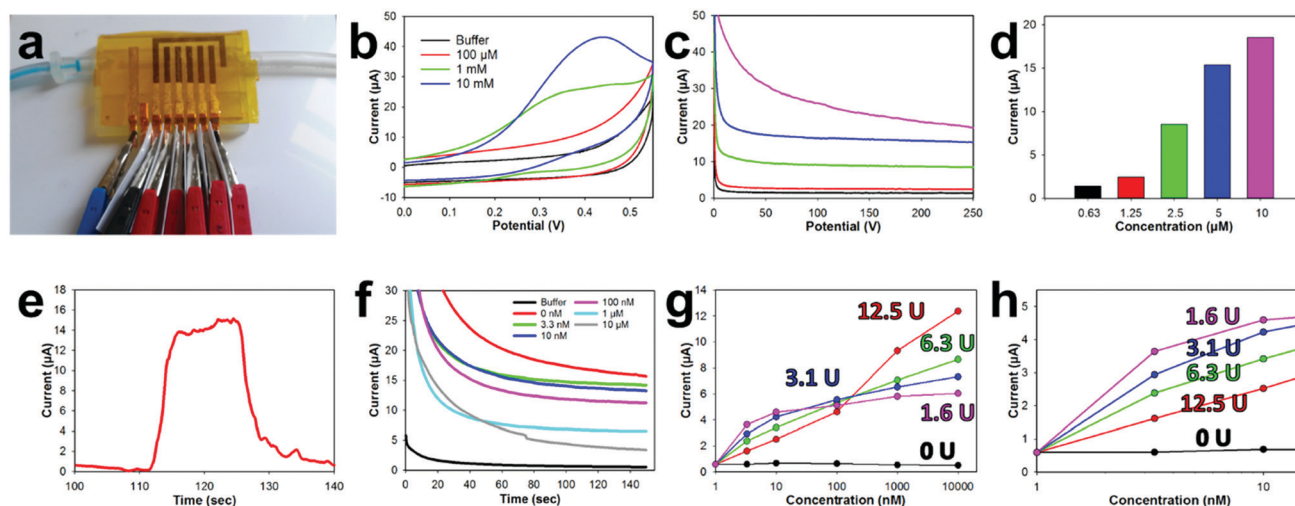 a
b
Current (µA)
50
40
30
20
10
0
-10
Buffer
100 µM
1 mM
10 mM
0.0 0.1 0.2 0.3 0.4 0.5
Potential (V)
c
Current (µA)
50
40
30
20
10
0
0 50 100 150 200 250
Potential (V)
d
Current (µA)
20
15
10
5
0
0.63 1.25 2.5 5 10
Concentration (µM)
e
Current (µA)
18
16
14
12
10
8
6
4
2
0
100 110 120 130 140
Time (sec)
f
Current (µA)
30
25
20
15
10
5
0
Buffer 100 nM
0 nM 1 µM
3.3 nM 10 µM
10 nM
0 20 40 60 80 100 120 140
Time (sec)
g
Current (µA)
14
12
10
8
6
4
2
0
12.5 U
6.3 U
3.1 U
1.6 U
0 U
1 10 100 1000 10000
Concentration (nM)
h
Current (µA)
5
4
3
2
1
0
1.6 U
3.1 U
6.3 U
12.5 U
0 U
1 10
Concentration (nM)